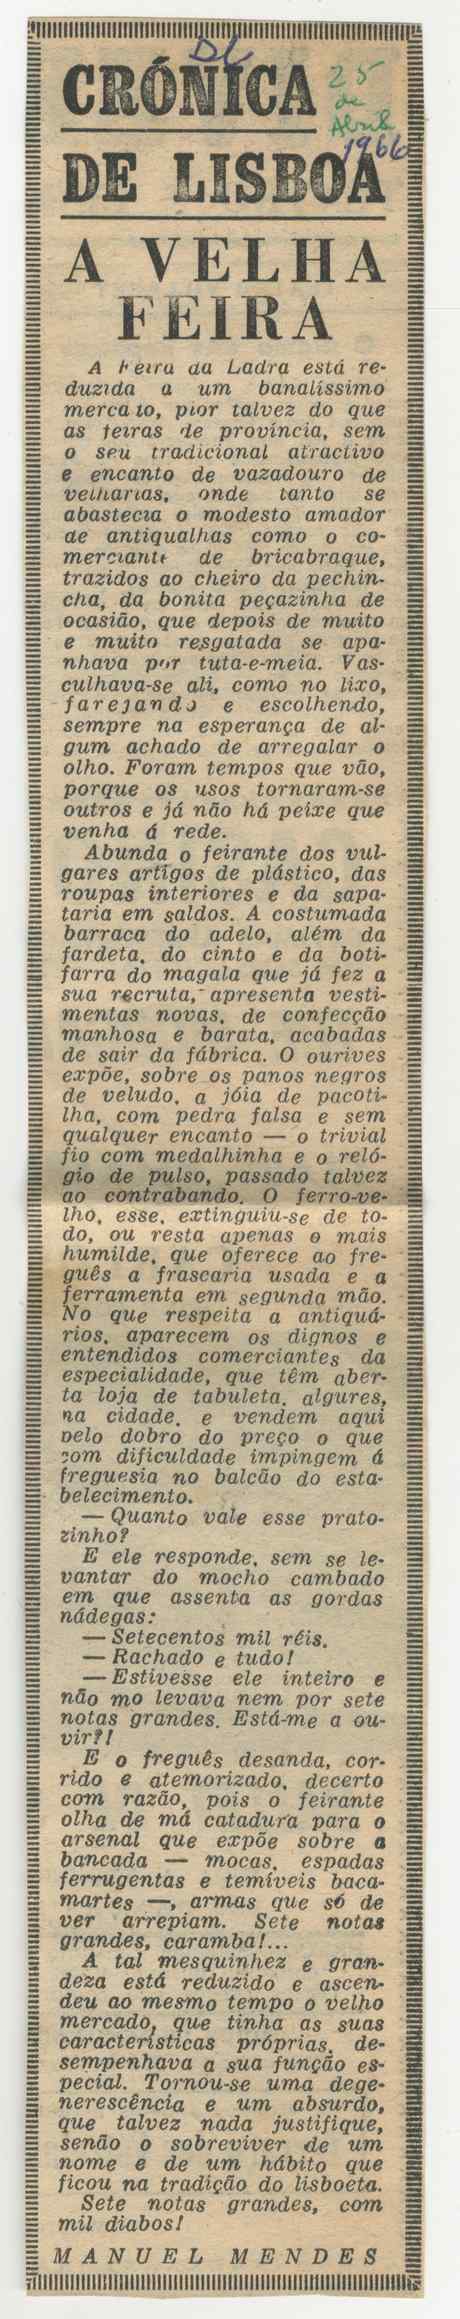 DL
CRÓNICA
25
de
Abril
1966
DE LISBOA
A VELHA
FEIRA
A Feira da Ladra está re-
duzida a um banalíssimo
mercado, pior talvez do que
as feiras de província, sem
o seu tradicional atractivo
e encanto de vazadouro de
velharias, onde tanto se
abastecia o modesto amador
de antiqualhas como o co-
merciante de bricabraque,
trazidos ao cheiro da pechin-
cha, da bonita peçazinha de
ocasião, que depois de muito
e muito resgatada se apa-
nhava por tuta-e-meia. Vas-
culhava-se ali, como no lixo,
farejando e escolhendo,
sempre na esperança de al-
gum achado de arregalar o
olho. Foram tempos que vão,
porque os usos tornaram-se
outros e já não há peixe que
venha á rede.
Abunda o feirante dos vul-
gares artigos de plástico, das
roupas interiores e da sapa-
taria em saldos. A costumada
barraca do adelo, além da
fardeta, do cinto e da boti-
farra do magala que já fez a
sua recruta, apresenta vesti-
mentas novas, de confecção
manhosa e barata, acabadas
de sair da fábrica. O ourives
expõe, sobre os panos negros
de veludo, a jóia de pacoti-
lha, com pedra falsa e sem
qualquer encanto — o trivial
fio com medalhinha e o reló-
gio de pulso, passado talvez
ao contrabando. O ferro-ve-
lho, esse, extinguiu-se de to-
do, ou resta apenas o mais
humilde, que oferece ao fre-
guês a frascaria usada e a
ferramenta em segunda mão.
No que respeita a antiquá-
rios, aparecem os dignos e
entendidos comerciantes da
especialidade, que têm aber-
ta loja de tabuleta, algures,
na cidade, e vendem aqui
pelo dobro do preço o que
com dificuldade impingem á
freguesia no balcão do esta-
belecimento.
— Quanto vale esse prato-
zinho?
E ele responde, sem se le-
vantar do mocho cambado
em que assenta as gordas
nádegas:
— Setecentos mil réis.
— Rachado e tudo!
— Estivesse ele inteiro e
não mo levava nem por sete
notas grandes. Está-me a ou-
vir?!
E o freguês desanda, cor-
rido e atemorizado, decerto
com razão, pois o feirante
olha de má catadura para o
arsenal que expõe sobre a
bancada — mocas, espadas
ferrugentas e temíveis baca-
martes —, armas que só de
ver arrepiam. Sete notas
grandes, caramba!...
A tal mesquinhez e gran-
deza está reduzido e ascen-
deu ao mesmo tempo o velho
mercado, que tinha as suas
características próprias, de-
sempenhava a sua função es-
pecial. Tornou-se uma dege-
nerescência e um absurdo,
que talvez nada justifique,
senão o sobreviver de um
nome e de um hábito que
ficou na tradição do lisboeta.
Sete notas grandes, com
mil diabos!
MANUEL MENDES